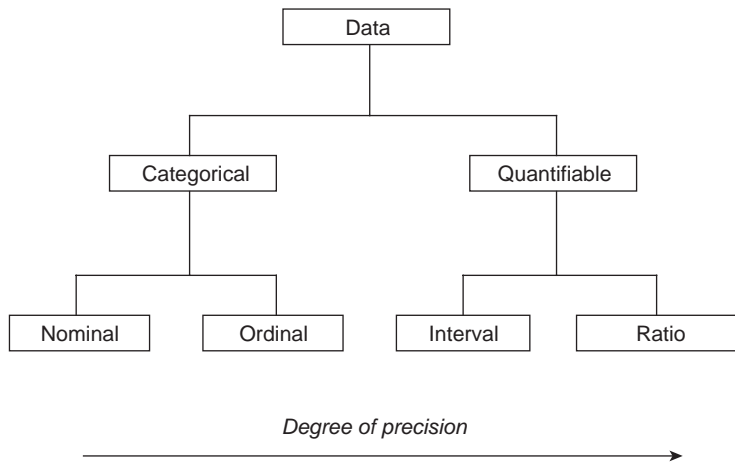 Data
Categorical
Quantifiable
Nominal
Ordinal
Interval
Ratio
Degree of precision